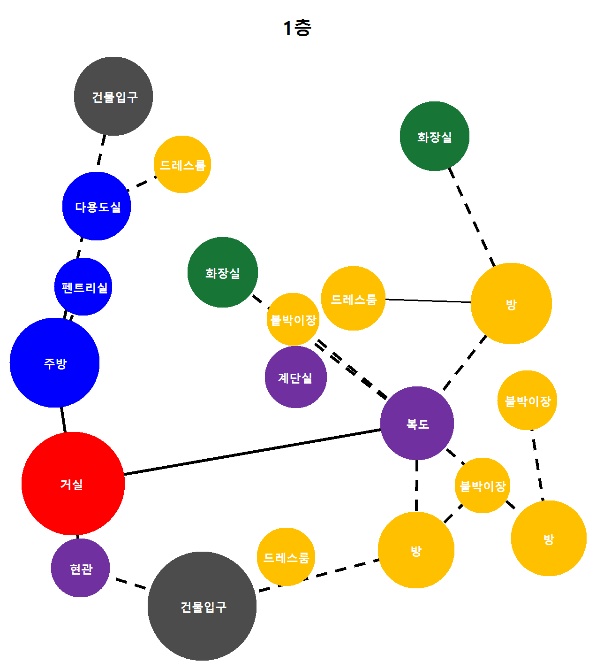 1층
건물입구
화장실
드레스룸
다용도실
화장실
펜트리실
드레스룸
방
붙박이장
주방
계단실
붙박이장
복도
거실
붙박이장
방
방
드레스룸
현관
건물입구